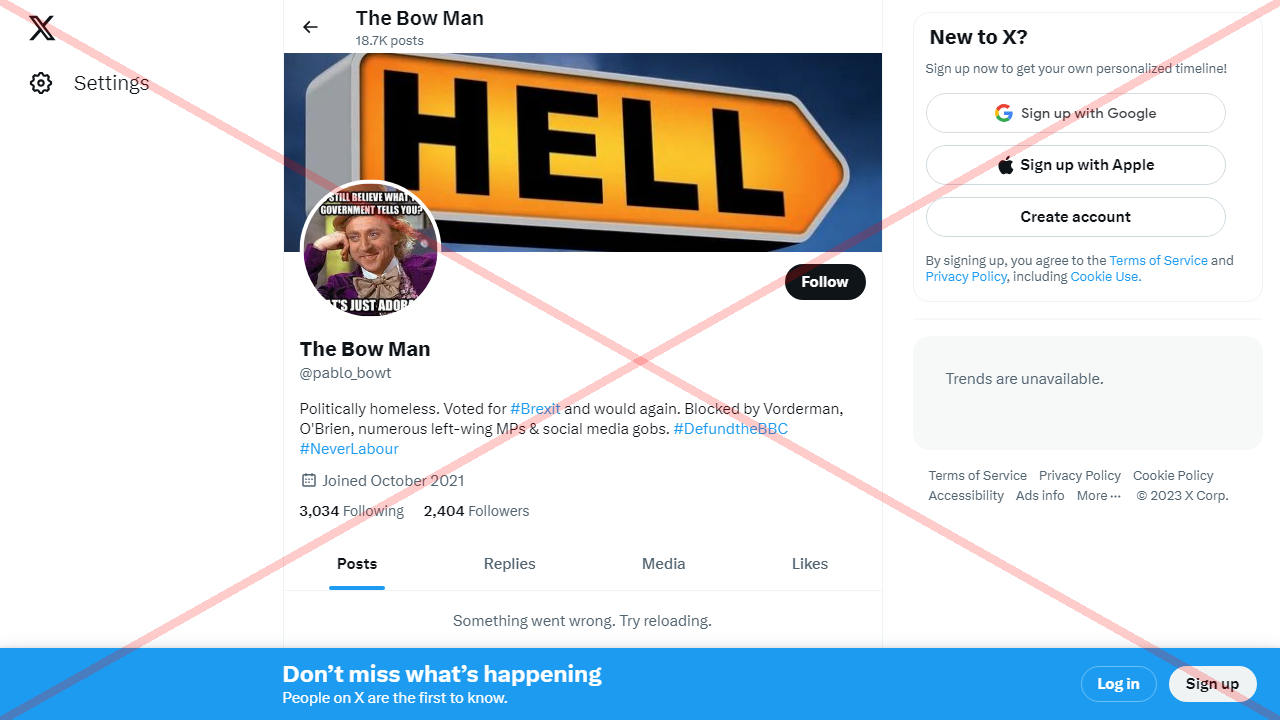 The Bow Man
18.7K posts
Settings
HELL
STILL BELIEVE WHAT
GOVERNMENT TELLS YOU?
JUST
Follow
The Bow Man
@pablo_bowt
Politically homeless. Voted for #Brexit and would again. Blocked by Vorderman,
O'Brien, numerous left-wing MPs & social media gobs. #DefundtheBBC
#NeverLabour
Joined October 2021
3,034 Following 2,404 Followers
Posts Replies Media Likes
Something went wrong. Try reloading.
New to X?
Sign up now to get your own personalized timeline!
Sign up with Google
Sign up with Apple
Create account
By signing up, you agree to the Terms of Service and
Privacy Policy, including Cookie Use.
Trends are unavailable.
Terms of Service Privacy Policy Cookie Policy
Accessibility Ads info More ··· © 2023 X Corp.
Don’t miss what’s happening
People on X are the first to know.
Log in Sign up